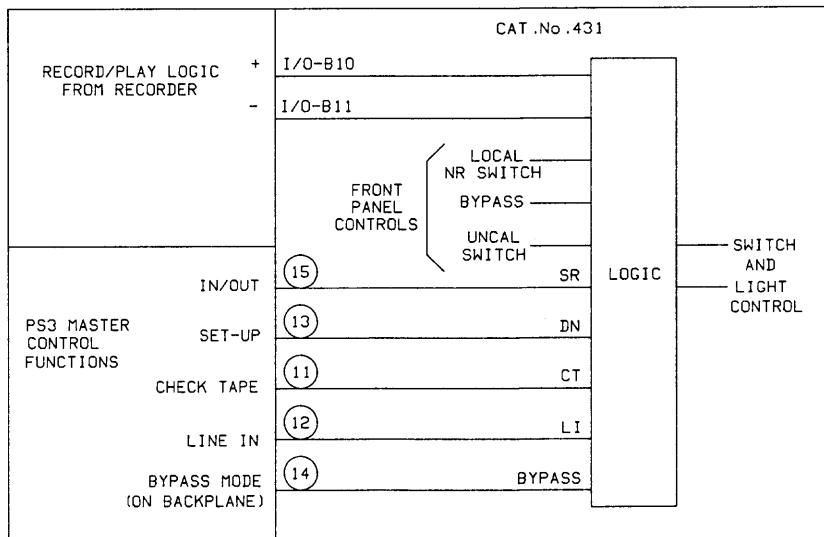 CAT.No.431
RECORD/PLAY LOGIC
FROM RECORDER
+ I/O-B10
- I/O-B11
FRONT
PANEL
CONTROLS
LOCAL
NR SWITCH
BYPASS
UNCAL
SWITCH
LOGIC
SWITCH
AND
LIGHT
CONTROL
PS3 MASTER
CONTROL
FUNCTIONS
IN/OUT 15 SR
SET-UP 13 DN
CHECK TAPE 11 CT
LINE IN 12 LI
BYPASS MODE
(ON BACKPLANE) 14 BYPASS